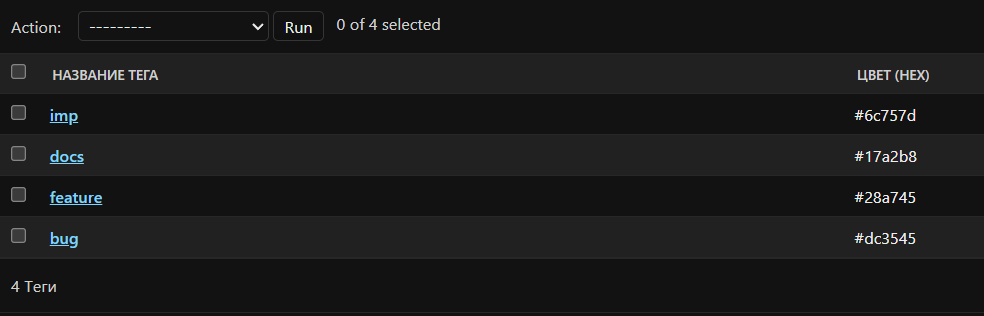 Action: --------- Run 0 of 4 selected
НАЗВАНИЕ ТЕГА ЦВЕТ (HEX)
imp #6c757d
docs #17a2b8
feature #28a745
bug #dc3545
4 Теги